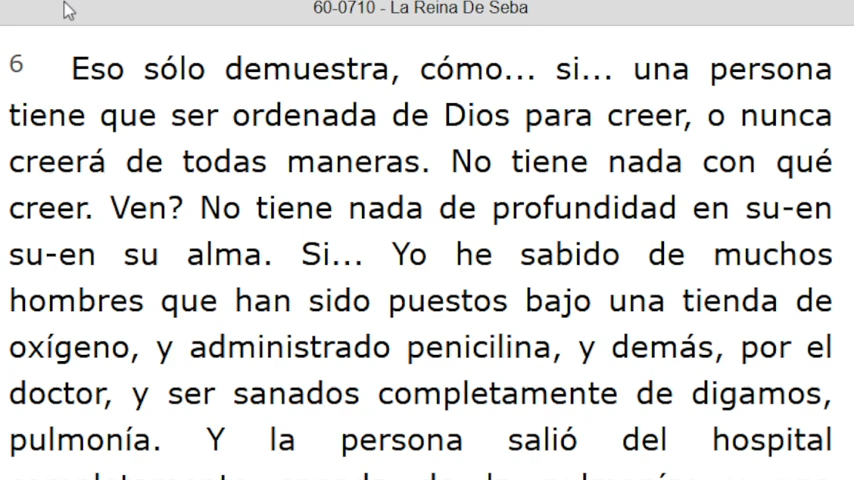 60-0710 - La Reina De Seba
6 Eso sólo demuestra, cómo... si... una persona
tiene que ser ordenada de Dios para creer, o nunca
creerá de todas maneras. No tiene nada con qué
creer. Ven? No tiene nada de profundidad en su-en
su-en su alma. Si... Yo he sabido de muchos
hombres que han sido puestos bajo una tienda de
oxígeno, y administrado penicilina, y demás, por el
doctor, y ser sanados completamente de digamos,
pulmonía. Y la persona salió del hospital